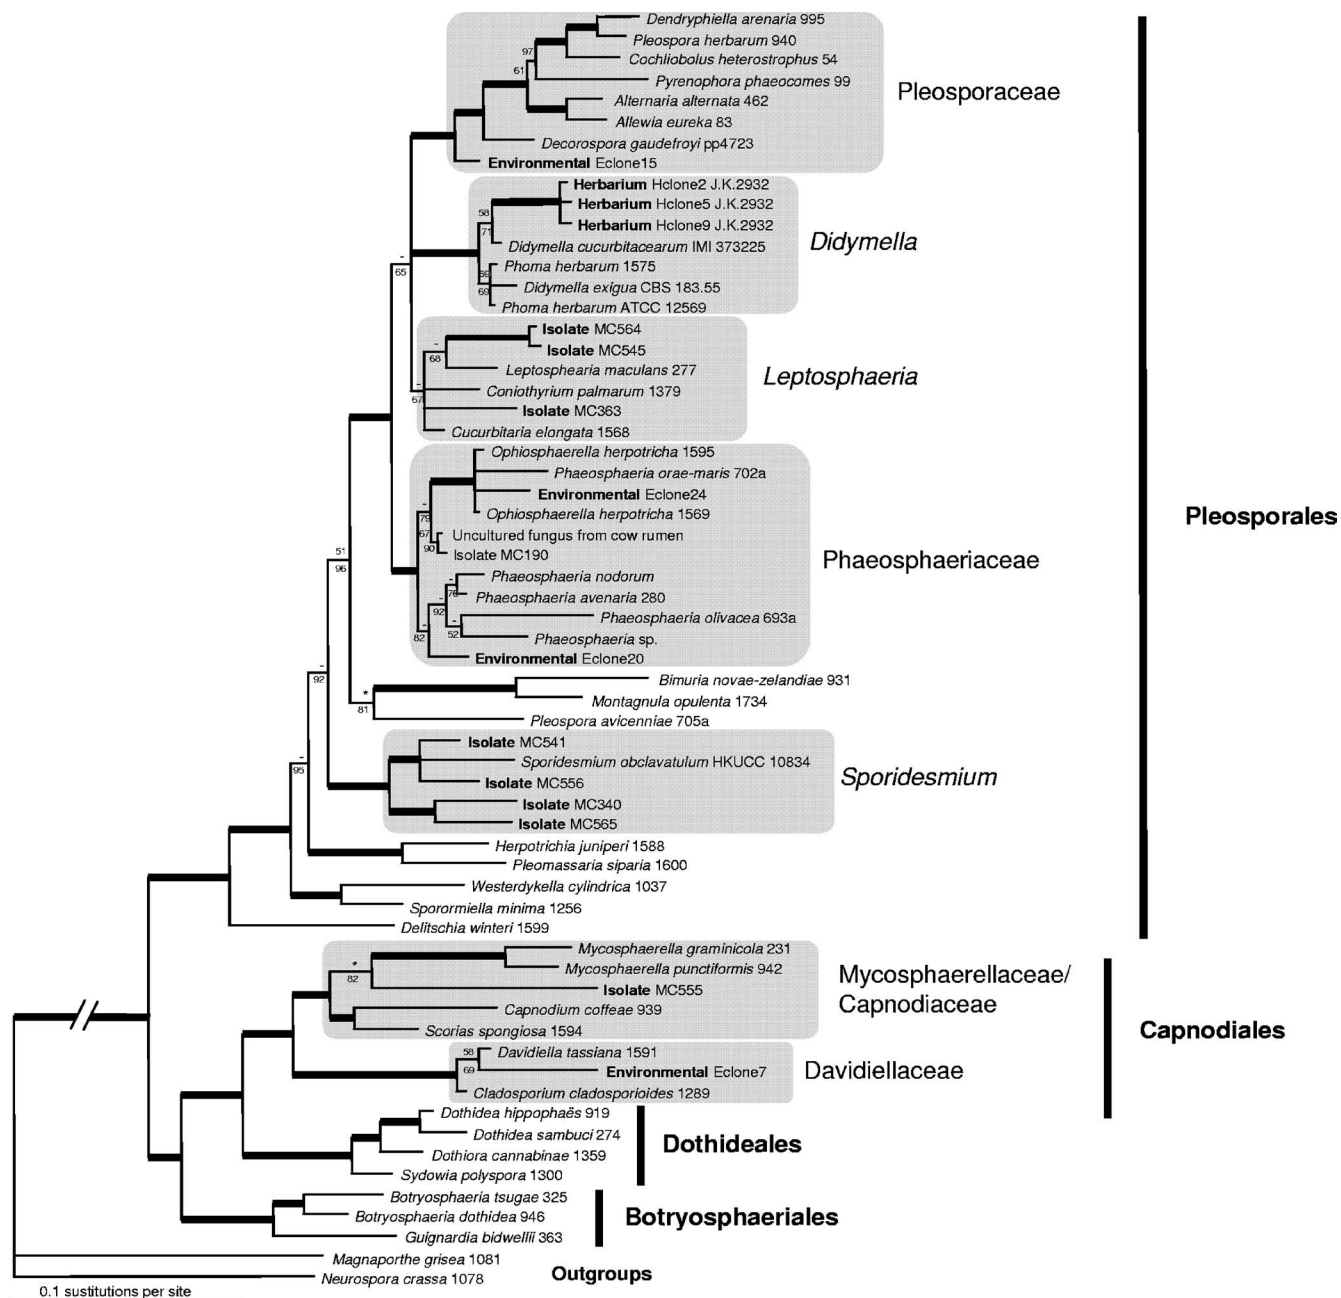 Dendryphiella arenaria 995
Pleospora herbarum 940
97
Cochliobolus heterostrophus 54
61
Pyrenophora phaeocomes 99
Pleosporaceae
Alternaria alternata 462
Allewia eureka 83
Decorospora gaudefroyi pp4723
Environmental Eclone15
Herbarium Hclone2 J.K.2932
Herbarium Hclone5 J.K.2932
58
Herbarium Hclone9 J.K.2932
71
Didymella
Didymella cucurbitacearum IMI 373225
–
65
Phoma herbarum 1575
69
Didymella exigua CBS 183.55
69
Phoma herbarum ATCC 12569
Isolate MC564
–
Isolate MC545
68
Leptosphearia maculans 277
Leptosphaeria
–
Coniothyrium palmarum 1379
67
Isolate MC363
Cucurbitaria elongata 1568
Ophiosphaerella herpotricha 1595
Phaeosphaeria orae-maris 702a
Environmental Eclone24
–
79
Ophiosphaerella herpotricha 1569
Pleosporales
67
Uncultured fungus from cow rumen
90
Isolate MC190
51
96
Phaeosphaeriaceae
–
Phaeosphaeria nodorum
76
Phaeosphaeria avenaria 280
–
92
Phaeosphaeria olivacea 693a
–
52
–
82
Phaeosphaeria sp.
Environmental Eclone20
–
92
Bimuria novae-zelandiae 931
*
81
Montagnula opulenta 1734
Pleospora avicenniae 705a
Isolate MC541
–
95
Sporidesmium obclavatulum HKUCC 10834
Sporidesmium
Isolate MC556
Isolate MC340
Isolate MC565
Herpotrichia juniperi 1588
Pleomassaria siparia 1600
Westerdykella cylindrica 1037
Sporormiella minima 1256
Delitschia winteri 1599
Mycosphaerella graminicola 231
*
82
Mycosphaerella punctiformis 942
Mycosphaerellaceae/
Capnodiaceae
Isolate MC555
Capnodium coffeae 939
Scorias spongiosa 1594
Capnodiales
58
Davidiella tassiana 1591
69
Environmental Eclone7
Davidiellaceae
Cladosporium cladosporioides 1289
Dothidea hippophaës 919
Dothidea sambuci 274
Dothideales
Dothiora cannabinae 1359
Sydowia polyspora 1300
Botryosphaeria tsugae 325
Botryosphaeria dothidea 946
Botryosphaeriales
Guignardia bidwellii 363
Magnaporthe grisea 1081
Neurospora crassa 1078
Outgroups
0.1 sustitutions per site